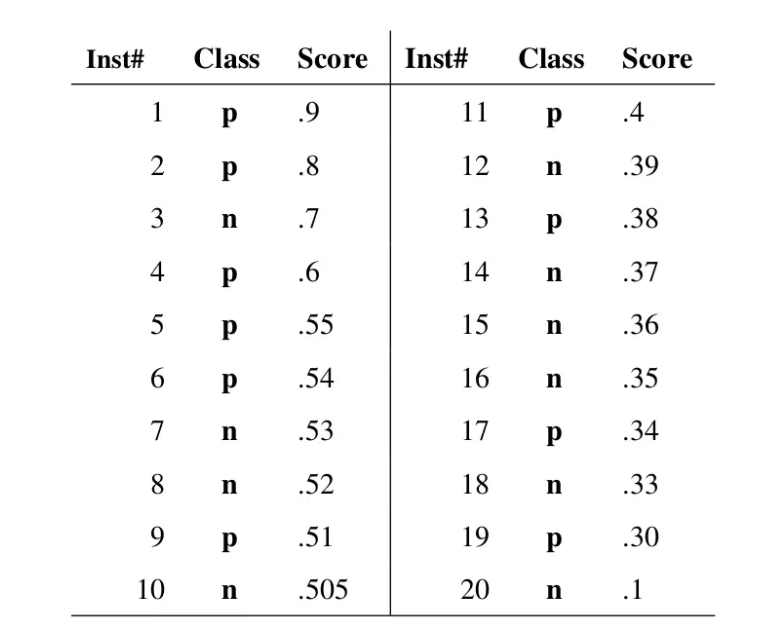 Inst# Class Score Inst# Class Score
1 p .9 11 p .4
2 p .8 12 n .39
3 n .7 13 p .38
4 p .6 14 n .37
5 p .55 15 n .36
6 p .54 16 n .35
7 n .53 17 p .34
8 n .52 18 n .33
9 p .51 19 p .30
10 n .505 20 n .1